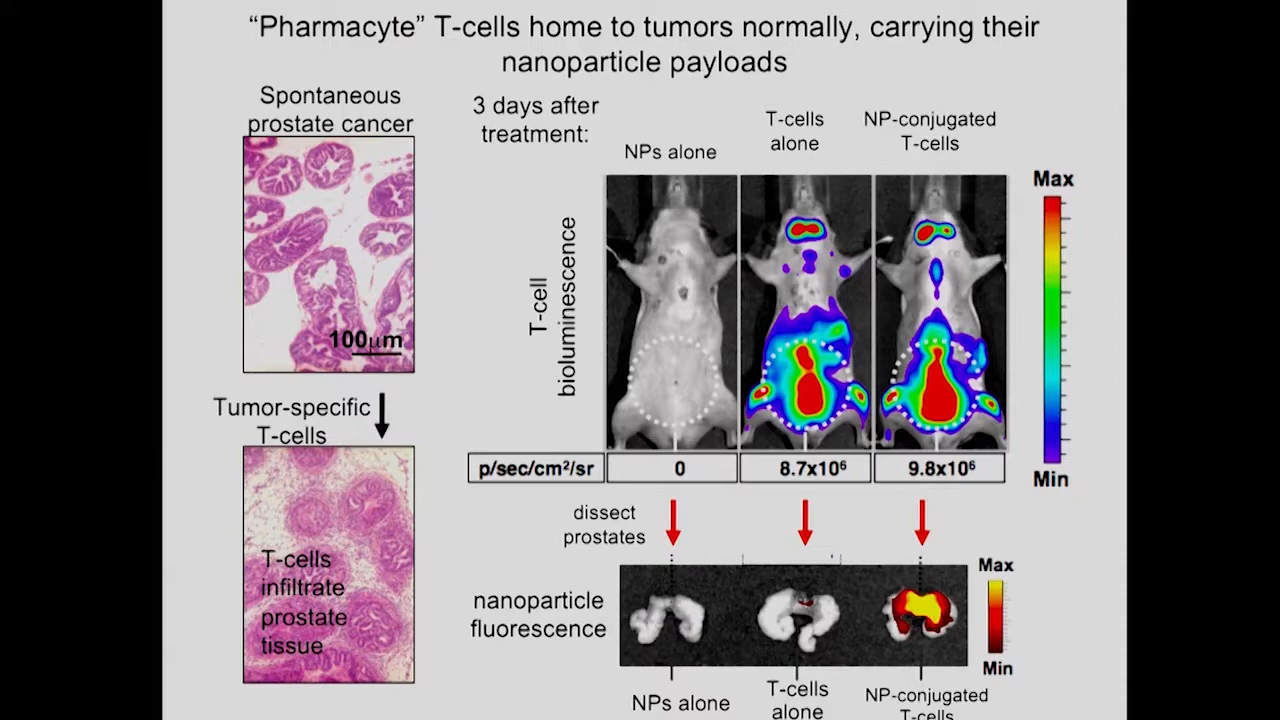 “Pharmacyte” T-cells home to tumors normally, carrying their
nanoparticle payloads
Spontaneous
prostate cancer
100μm
Tumor-specific
T-cells
T-cells
infiltrate
prostate
tissue
3 days after
treatment:
NPs alone
T-cells
alone
NP-conjugated
T-cells
T-cell
bioluminescence
Max
Min
p/sec/cm²/sr
0
8.7x10⁶
9.8x10⁶
dissect
prostates
nanoparticle
fluorescence
Max
Min
NPs alone
T-cells
alone
NP-conjugated
T-cells